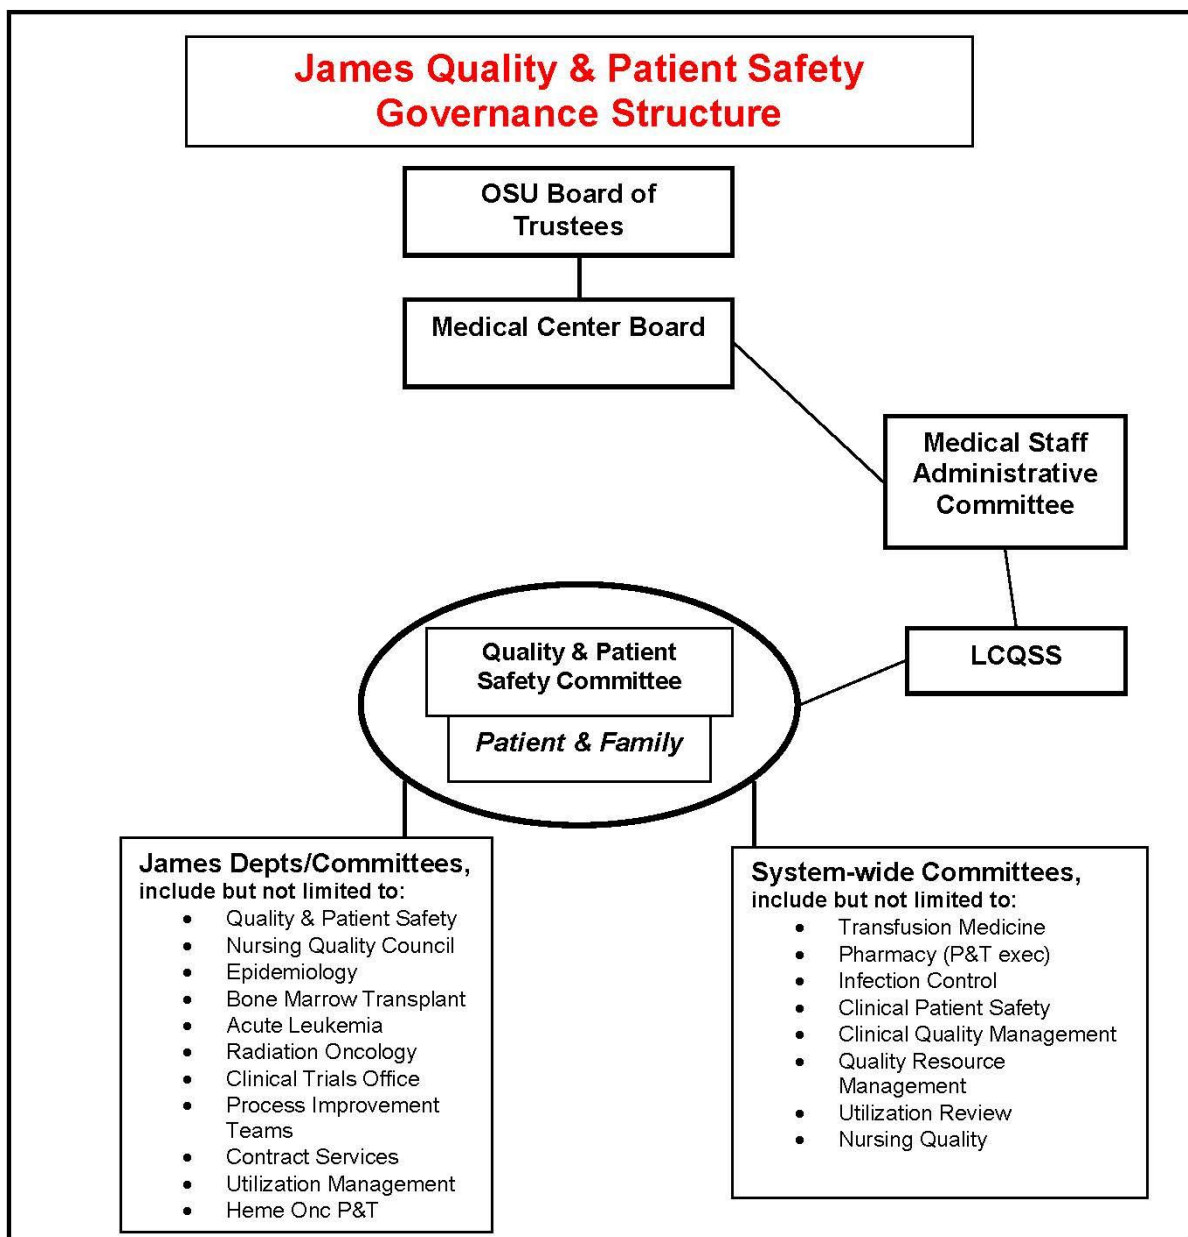 James Quality & Patient Safety
Governance Structure
OSU Board of
Trustees
Medical Center Board
Medical Staff
Administrative
Committee
LCQSS
Quality & Patient
Safety Committee
Patient & Family
James Depts/Committees,
include but not limited to:
• Quality & Patient Safety
• Nursing Quality Council
• Epidemiology
• Bone Marrow Transplant
• Acute Leukemia
• Radiation Oncology
• Clinical Trials Office
• Process Improvement
Teams
• Contract Services
• Utilization Management
• Heme Onc P&T
System-wide Committees,
include but not limited to:
• Transfusion Medicine
• Pharmacy (P&T exec)
• Infection Control
• Clinical Patient Safety
• Clinical Quality Management
• Quality Resource
Management
• Utilization Review
• Nursing Quality